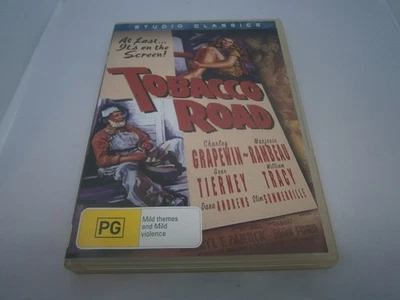 STUDIO CLASSICS
At Last...
It's on the
Screen!
TOBACCO
ROAD
Charley Marjorie
GRAPEWIN-RAMBEAU
Gene William
TIERNEY TRACY
Dana ANDREWS Slim SUMMERVILLE
PG
Mild themes
and Mild
violence